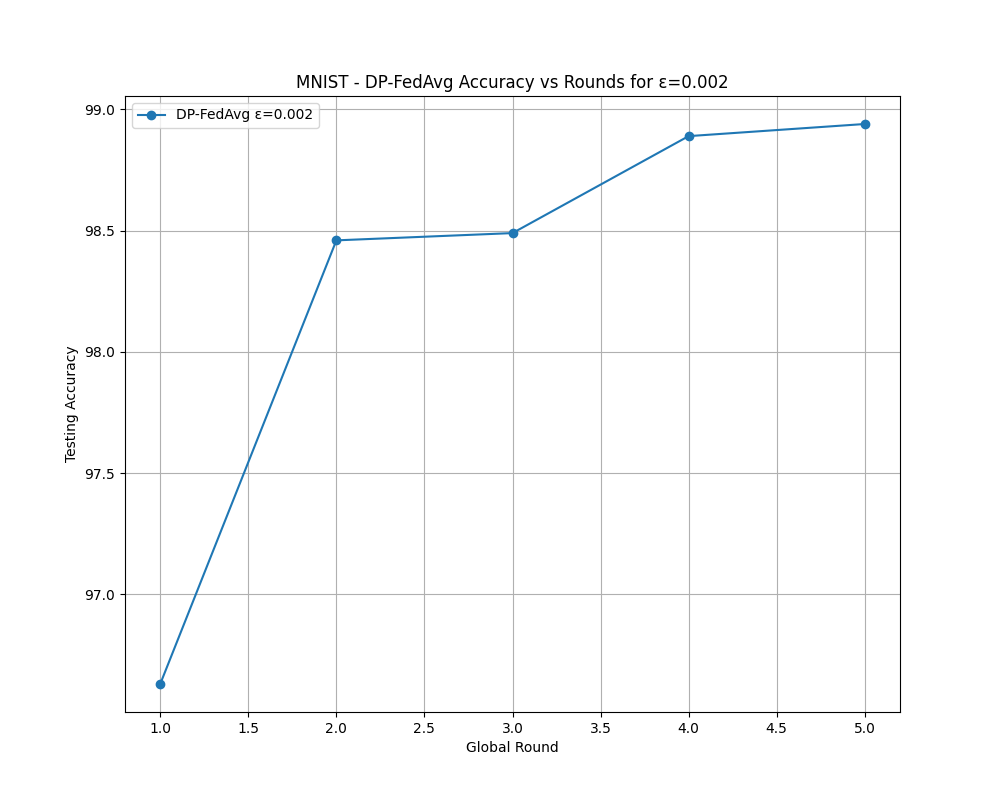 MNIST - DP-FedAvg Accuracy vs Rounds for ε=0.002
DP-FedAvg ε=0.002
Testing Accuracy
99.0
98.5
98.0
97.5
97.0
1.0 1.5 2.0 2.5 3.0 3.5 4.0 4.5 5.0
Global Round